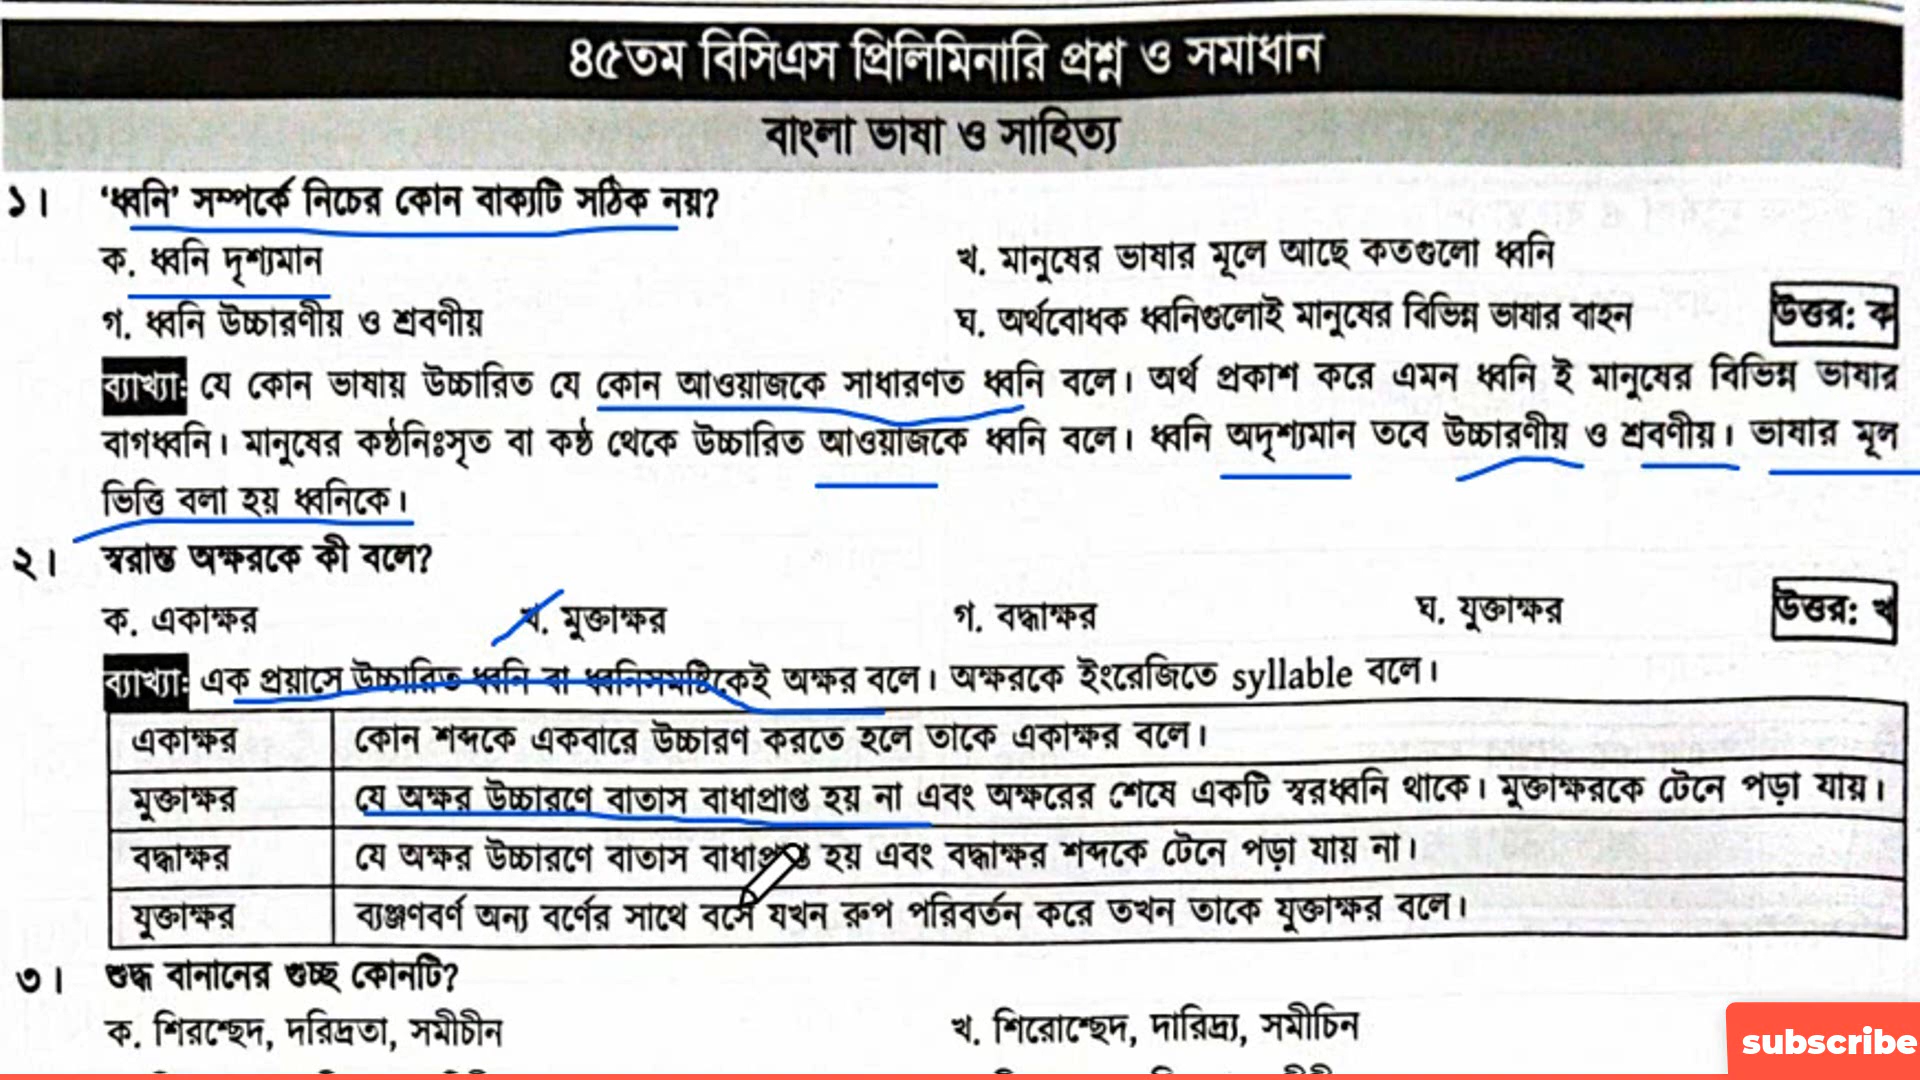 ৪৫তম বিসিএস প্রিলিমিনারি প্রশ্ন ও সমাধান
বাংলা ভাষা ও সাহিত্য
১। ‘ধ্বনি’ সম্পর্কে নিচের কোন বাক্যটি সঠিক নয়?
ক. ধ্বনি দৃশ্যমান খ. মানুষের ভাষার মূলে আছে কতগুলো ধ্বনি
গ. ধ্বনি উচ্চারণীয় ও শ্রবণীয় ঘ. অর্থবোধক ধ্বনিগুলোই মানুষের বিভিন্ন ভাষার বাহন উত্তর: ক
ব্যাখ্যা: যে কোন ভাষায় উচ্চারিত যে কোন আওয়াজকে সাধারণত ধ্বনি বলে। অর্থ প্রকাশ করে এমন ধ্বনি ই মানুষের বিভিন্ন ভাষার
বাগধ্বনি। মানুষের কণ্ঠনিঃসৃত বা কণ্ঠ থেকে উচ্চারিত আওয়াজকে ধ্বনি বলে। ধ্বনি অদৃশ্যমান তবে উচ্চারণীয় ও শ্রবণীয়। ভাষার মূল
ভিত্তি বলা হয় ধ্বনিকে।
২। স্বরান্ত অক্ষরকে কী বলে?
ক. একাক্ষর খ. মুক্তাক্ষর গ. বদ্ধাক্ষর ঘ. যুক্তাক্ষর উত্তর: খ
ব্যাখ্যা: এক প্রয়াসে উচ্চারিত ধ্বনি বা ধ্বনিসমষ্টিকেই অক্ষর বলে। অক্ষরকে ইংরেজিতে syllable বলে।
একাক্ষর কোন শব্দকে একবারে উচ্চারণ করতে হলে তাকে একাক্ষর বলে।
মুক্তাক্ষর যে অক্ষর উচ্চারণে বাতাস বাধাপ্রাপ্ত হয় না এবং অক্ষরের শেষে একটি স্বরধ্বনি থাকে। মুক্তাক্ষরকে টেনে পড়া যায়।
বদ্ধাক্ষর যে অক্ষর উচ্চারণে বাতাস বাধাপ্রাপ্ত হয় এবং বদ্ধাক্ষর শব্দকে টেনে পড়া যায় না।
যুক্তাক্ষর ব্যঞ্জণবর্ণ অন্য বর্ণের সাথে বসে যখন রুপ পরিবর্তন করে তখন তাকে যুক্তাক্ষর বলে।
৩। শুদ্ধ বানানের গুচ্ছ কোনটি?
ক. শিরশ্ছেদ, দরিদ্রতা, সমীচীন খ. শিরোশ্ছেদ, দারিদ্র্য, সমীচিন
subscribe